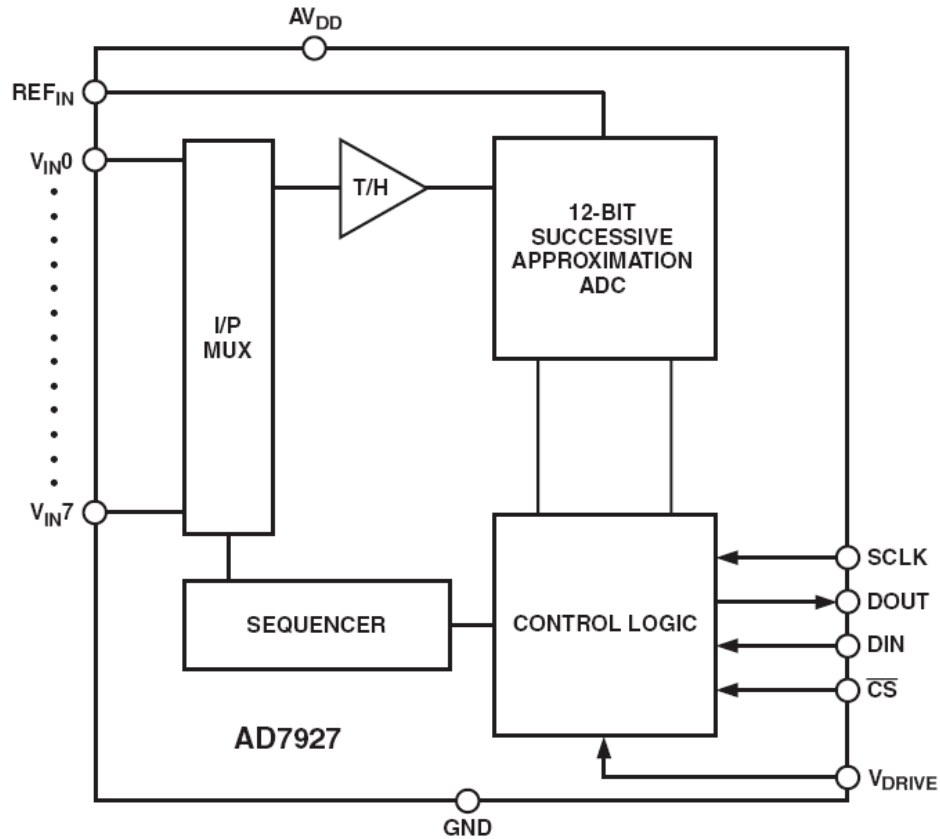 AVDD
REFIN
VIN0
T/H
12-BIT
SUCCESSIVE
APPROXIMATION
ADC
I/P
MUX
VIN7
SCLK
DOUT
SEQUENCER
CONTROL LOGIC
DIN
CS
AD7927
VDRIVE
GND